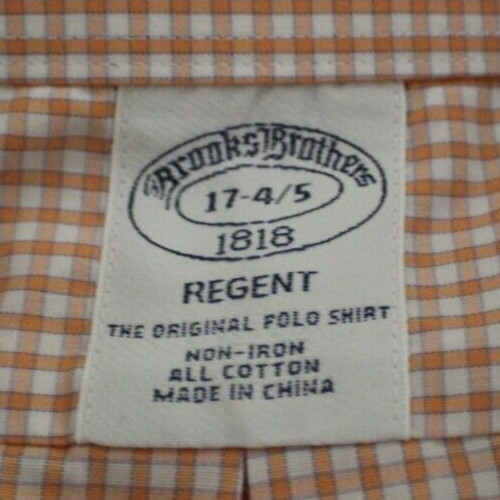 Brooks Brothers
17-4/5
1818
REGENT
THE ORIGINAL POLO SHIRT
NON-IRON
ALL COTTON
MADE IN CHINA